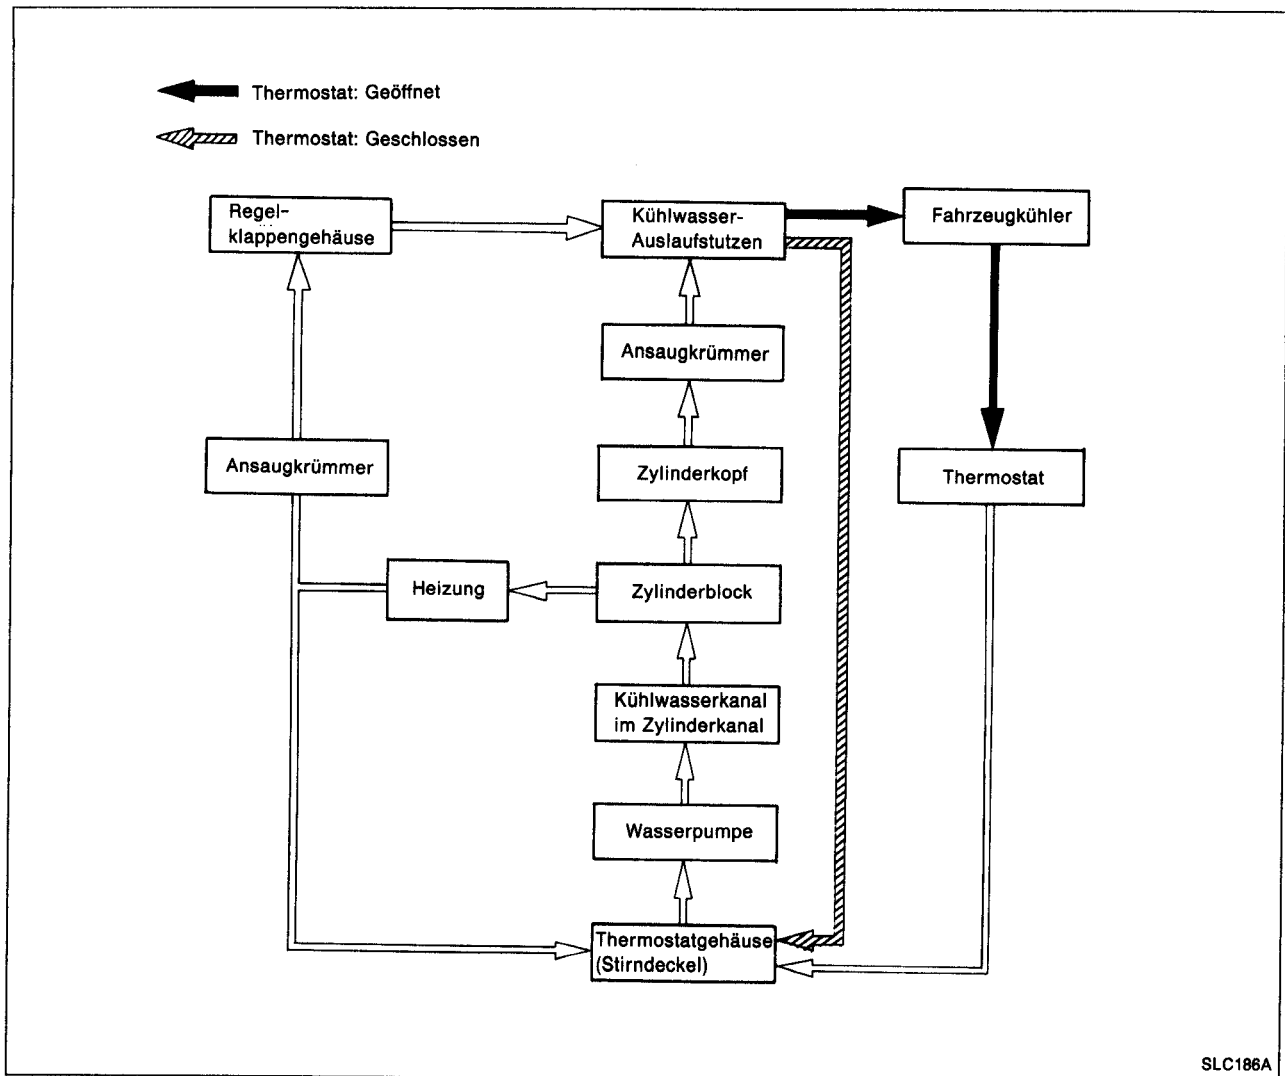 Thermostat: Geöffnet
Thermostat: Geschlossen
Regel-
klappengehäuse
Kühlwasser-
Auslaufstutzen
Fahrzeugkühler
Ansaugkrümmer
Ansaugkrümmer
Zylinderkopf
Thermostat
Heizung
Zylinderblock
Kühlwasserkanal
im Zylinderkanal
Wasserpumpe
Thermostatgehäuse
(Stirndeckel)
SLC186A